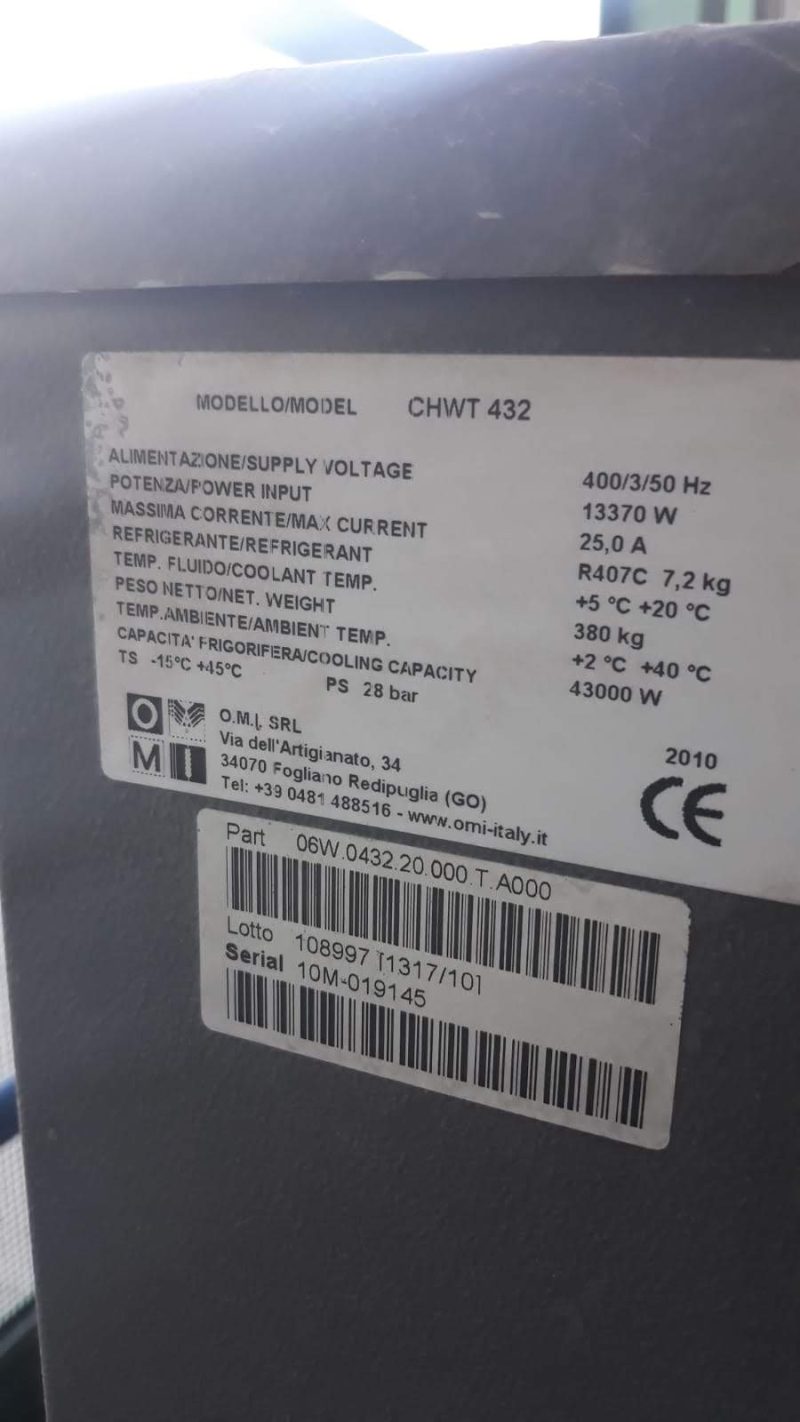 MODELLO/MODEL CHWT 432
ALIMENTAZIONE/SUPPLY VOLTAGE 400/3/50 Hz
POTENZA/POWER INPUT 13370 W
MASSIMA CORRENTE/MAX CURRENT 25,0 A
REFRIGERANTE/REFRIGERANT R407C 7,2 kg
TEMP. FLUIDO/COOLANT TEMP. +5 °C +20 °C
PESO NETTO/NET. WEIGHT 380 kg
TEMP.AMBIENTE/AMBIENT TEMP. +2 °C +40 °C
CAPACITA' FRIGORIFERA/COOLING CAPACITY 43000 W
TS -15°C +45°C PS 28 bar
OMI
O.M.I. SRL
Via dell'Artigianato, 34
34070 Fogliano Redipuglia (GO)
Tel: +39 0481 488516 - www.omi-italy.it
2010
CE
Part 06W.0432.20.000.T.A000
Lotto 108997 [1317/10]
Serial 10M-019145